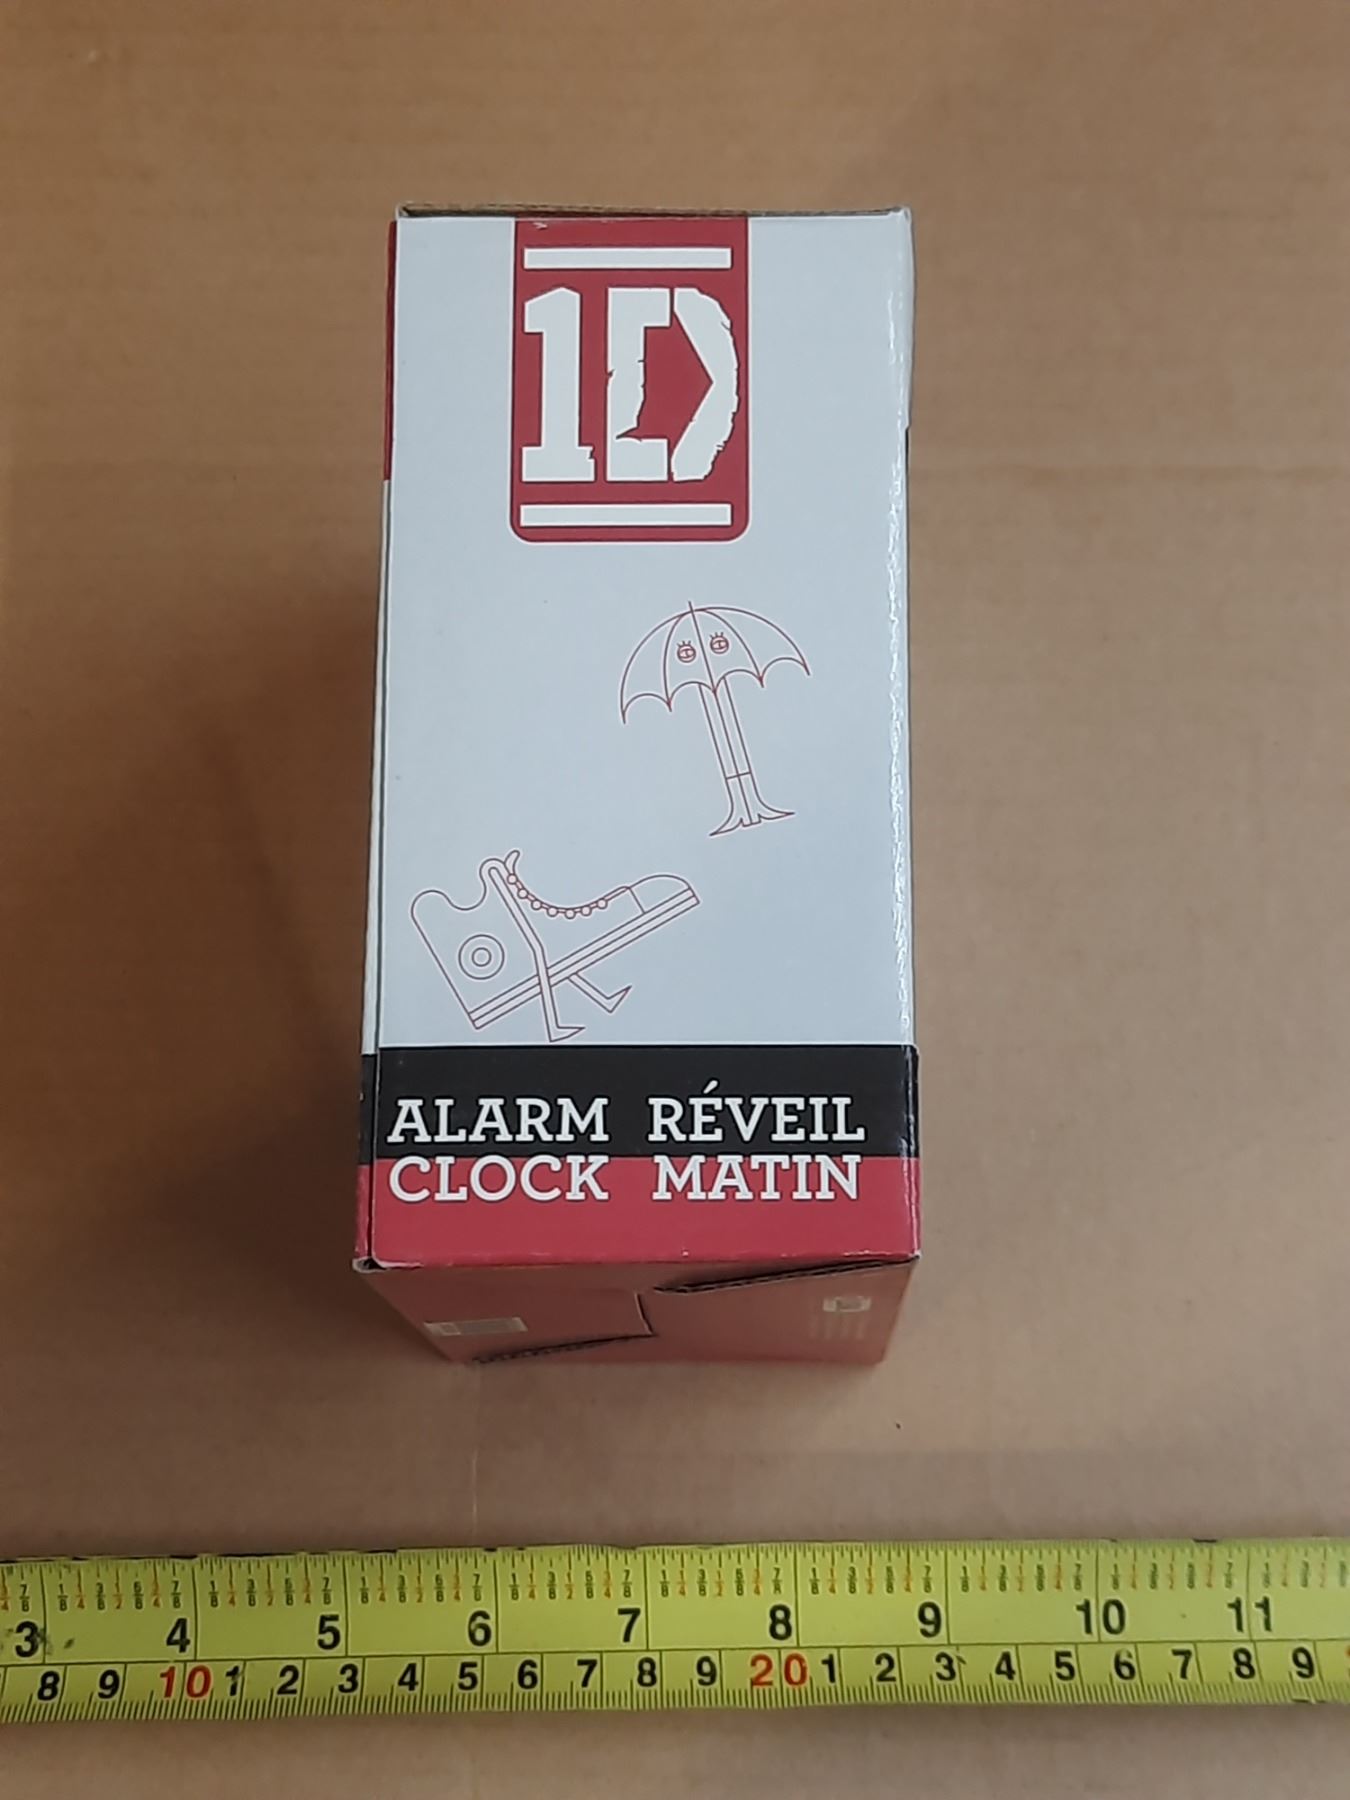 1D
ALARM RÉVEIL
CLOCK MATIN
3 4 5 6 7 8 9 10 11
8 9 10 1 2 3 4 5 6 7 8 9 20 1 2 3 4 5 6 7 8 9